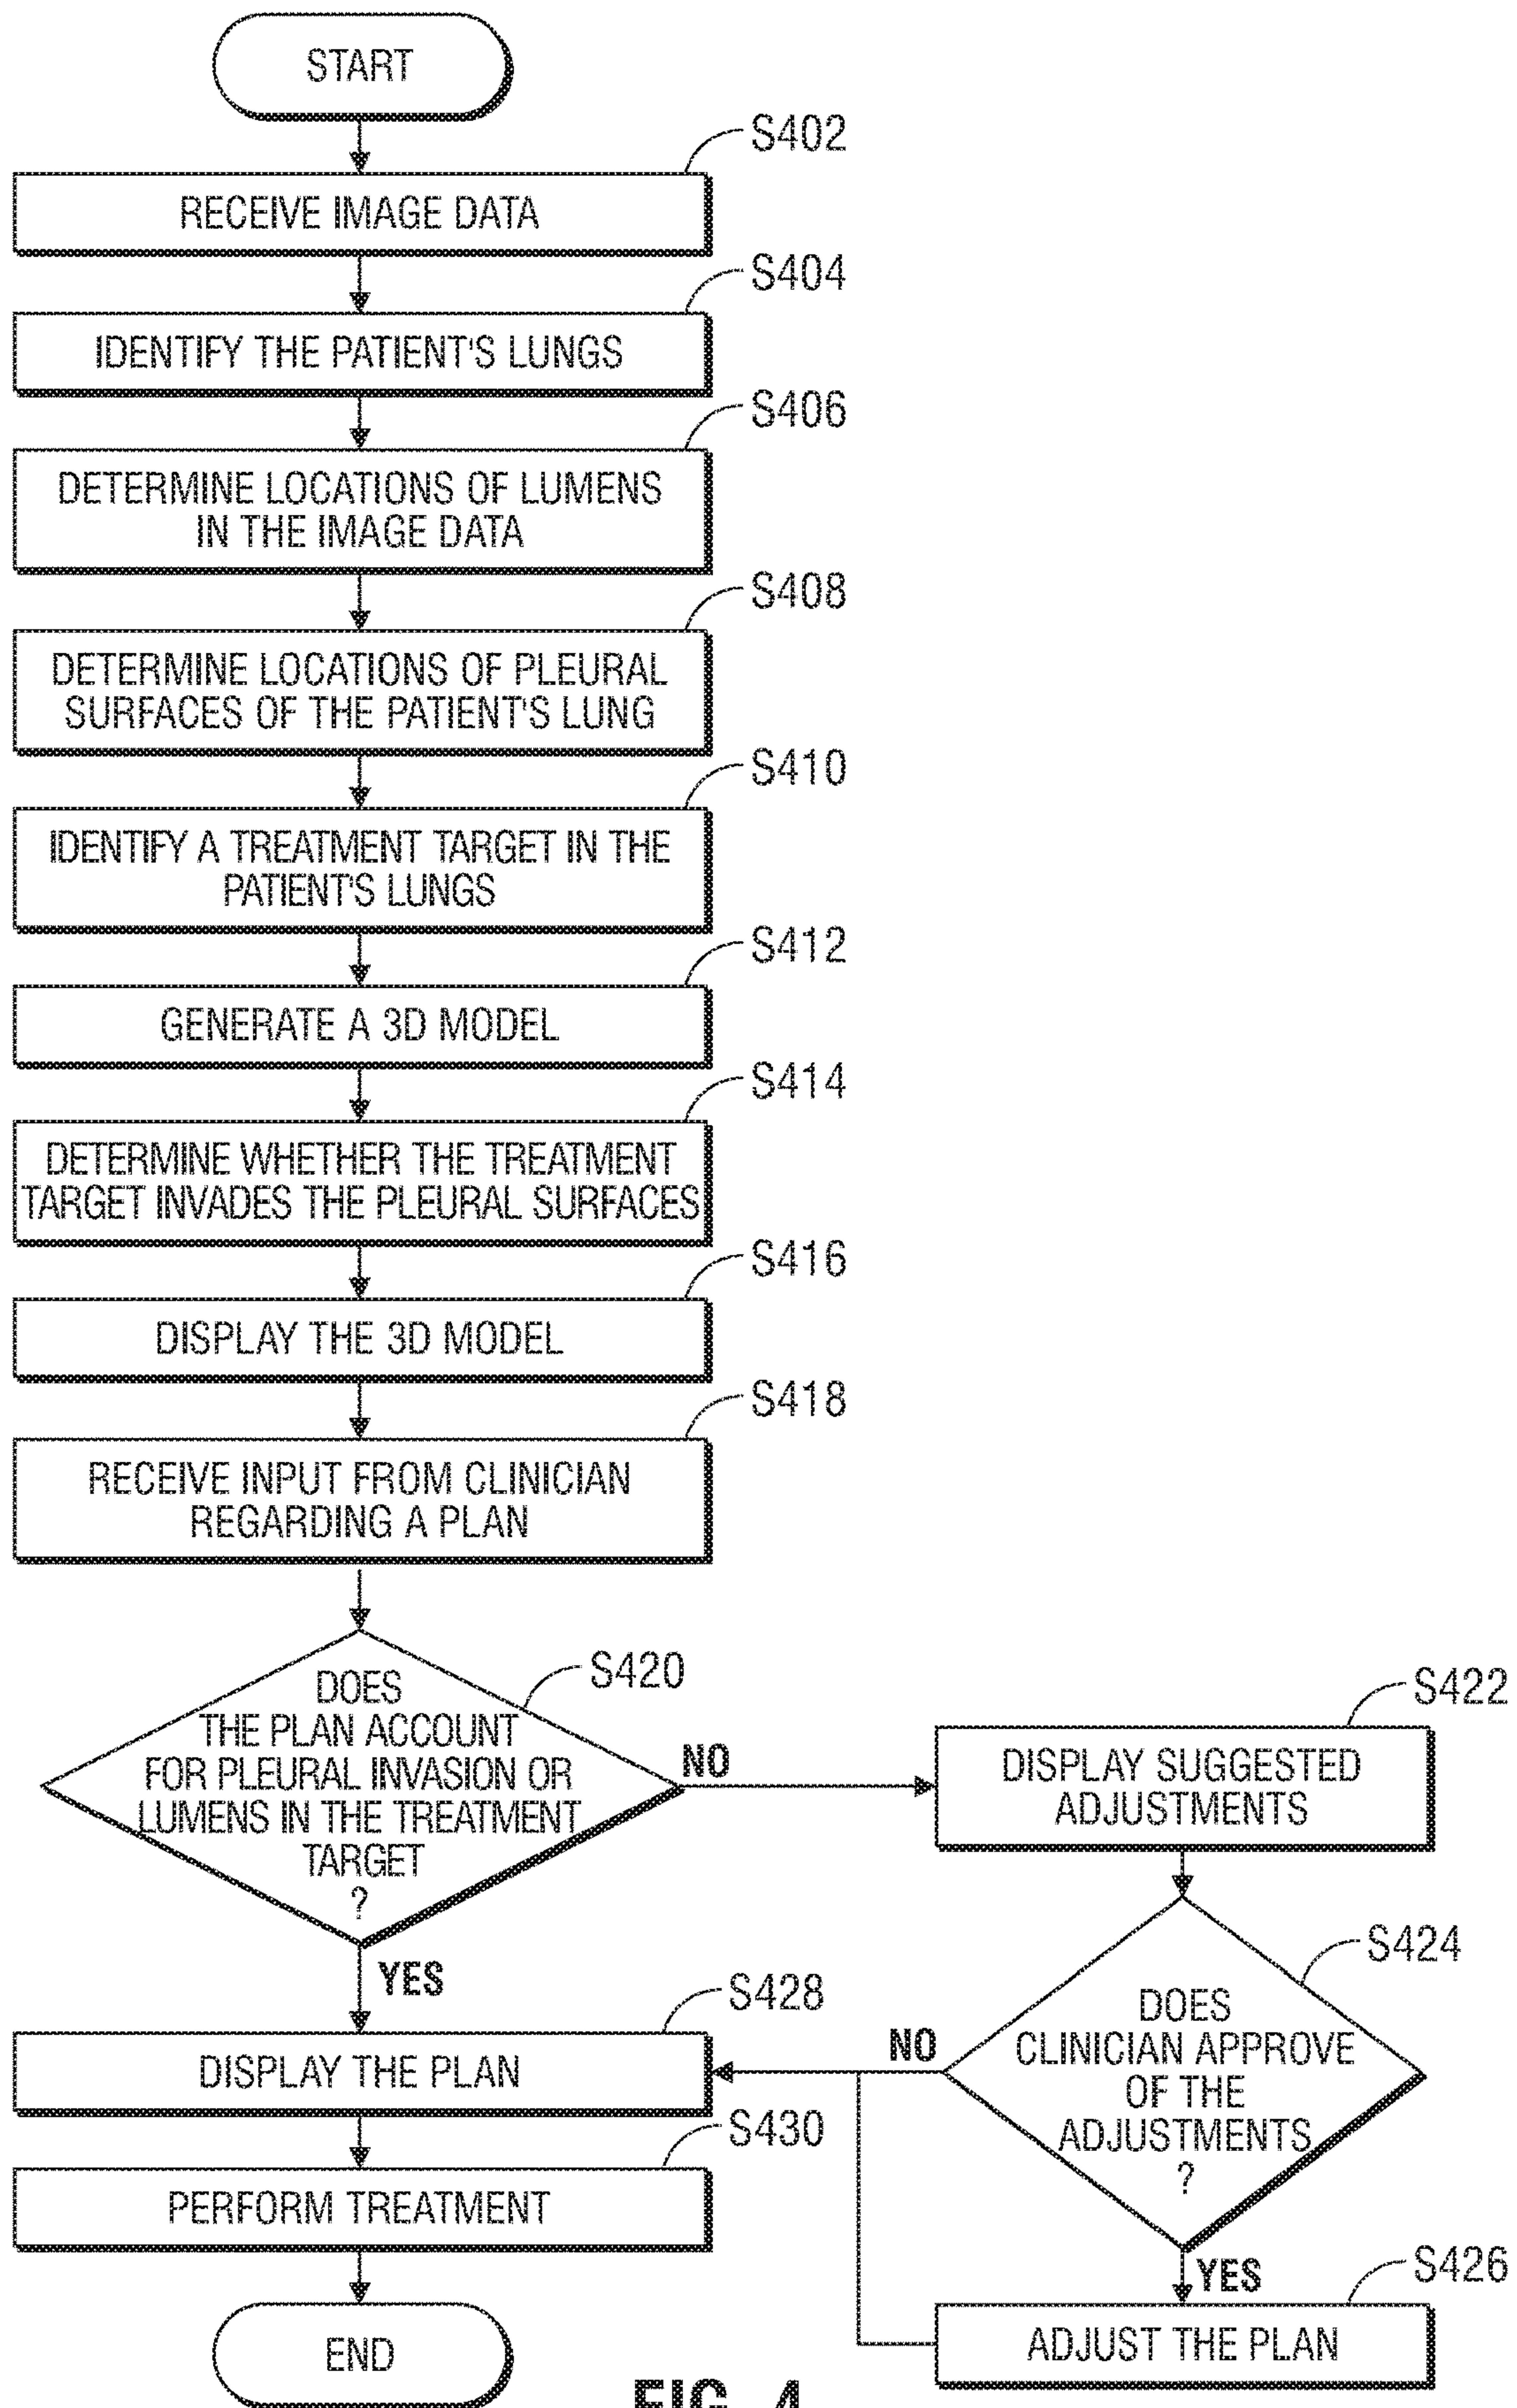 START
S402
RECEIVE IMAGE DATA
S404
IDENTIFY THE PATIENT'S LUNGS
S406
DETERMINE LOCATIONS OF LUMENS
IN THE IMAGE DATA
S408
DETERMINE LOCATIONS OF PLEURAL
SURFACES OF THE PATIENT'S LUNG
S410
IDENTIFY A TREATMENT TARGET IN THE
PATIENT'S LUNGS
S412
GENERATE A 3D MODEL
S414
DETERMINE WHETHER THE TREATMENT
TARGET INVADES THE PLEURAL SURFACES
S416
DISPLAY THE 3D MODEL
S418
RECEIVE INPUT FROM CLINICIAN
REGARDING A PLAN
S420
DOES
THE PLAN ACCOUNT
FOR PLEURAL INVASION OR
LUMENS IN THE TREATMENT
TARGET
?
NO
YES
S422
DISPLAY SUGGESTED
ADJUSTMENTS
S424
DOES
CLINICIAN APPROVE
OF THE
ADJUSTMENTS
?
NO
YES
S426
ADJUST THE PLAN
S428
DISPLAY THE PLAN
S430
PERFORM TREATMENT
END
FIG. 4